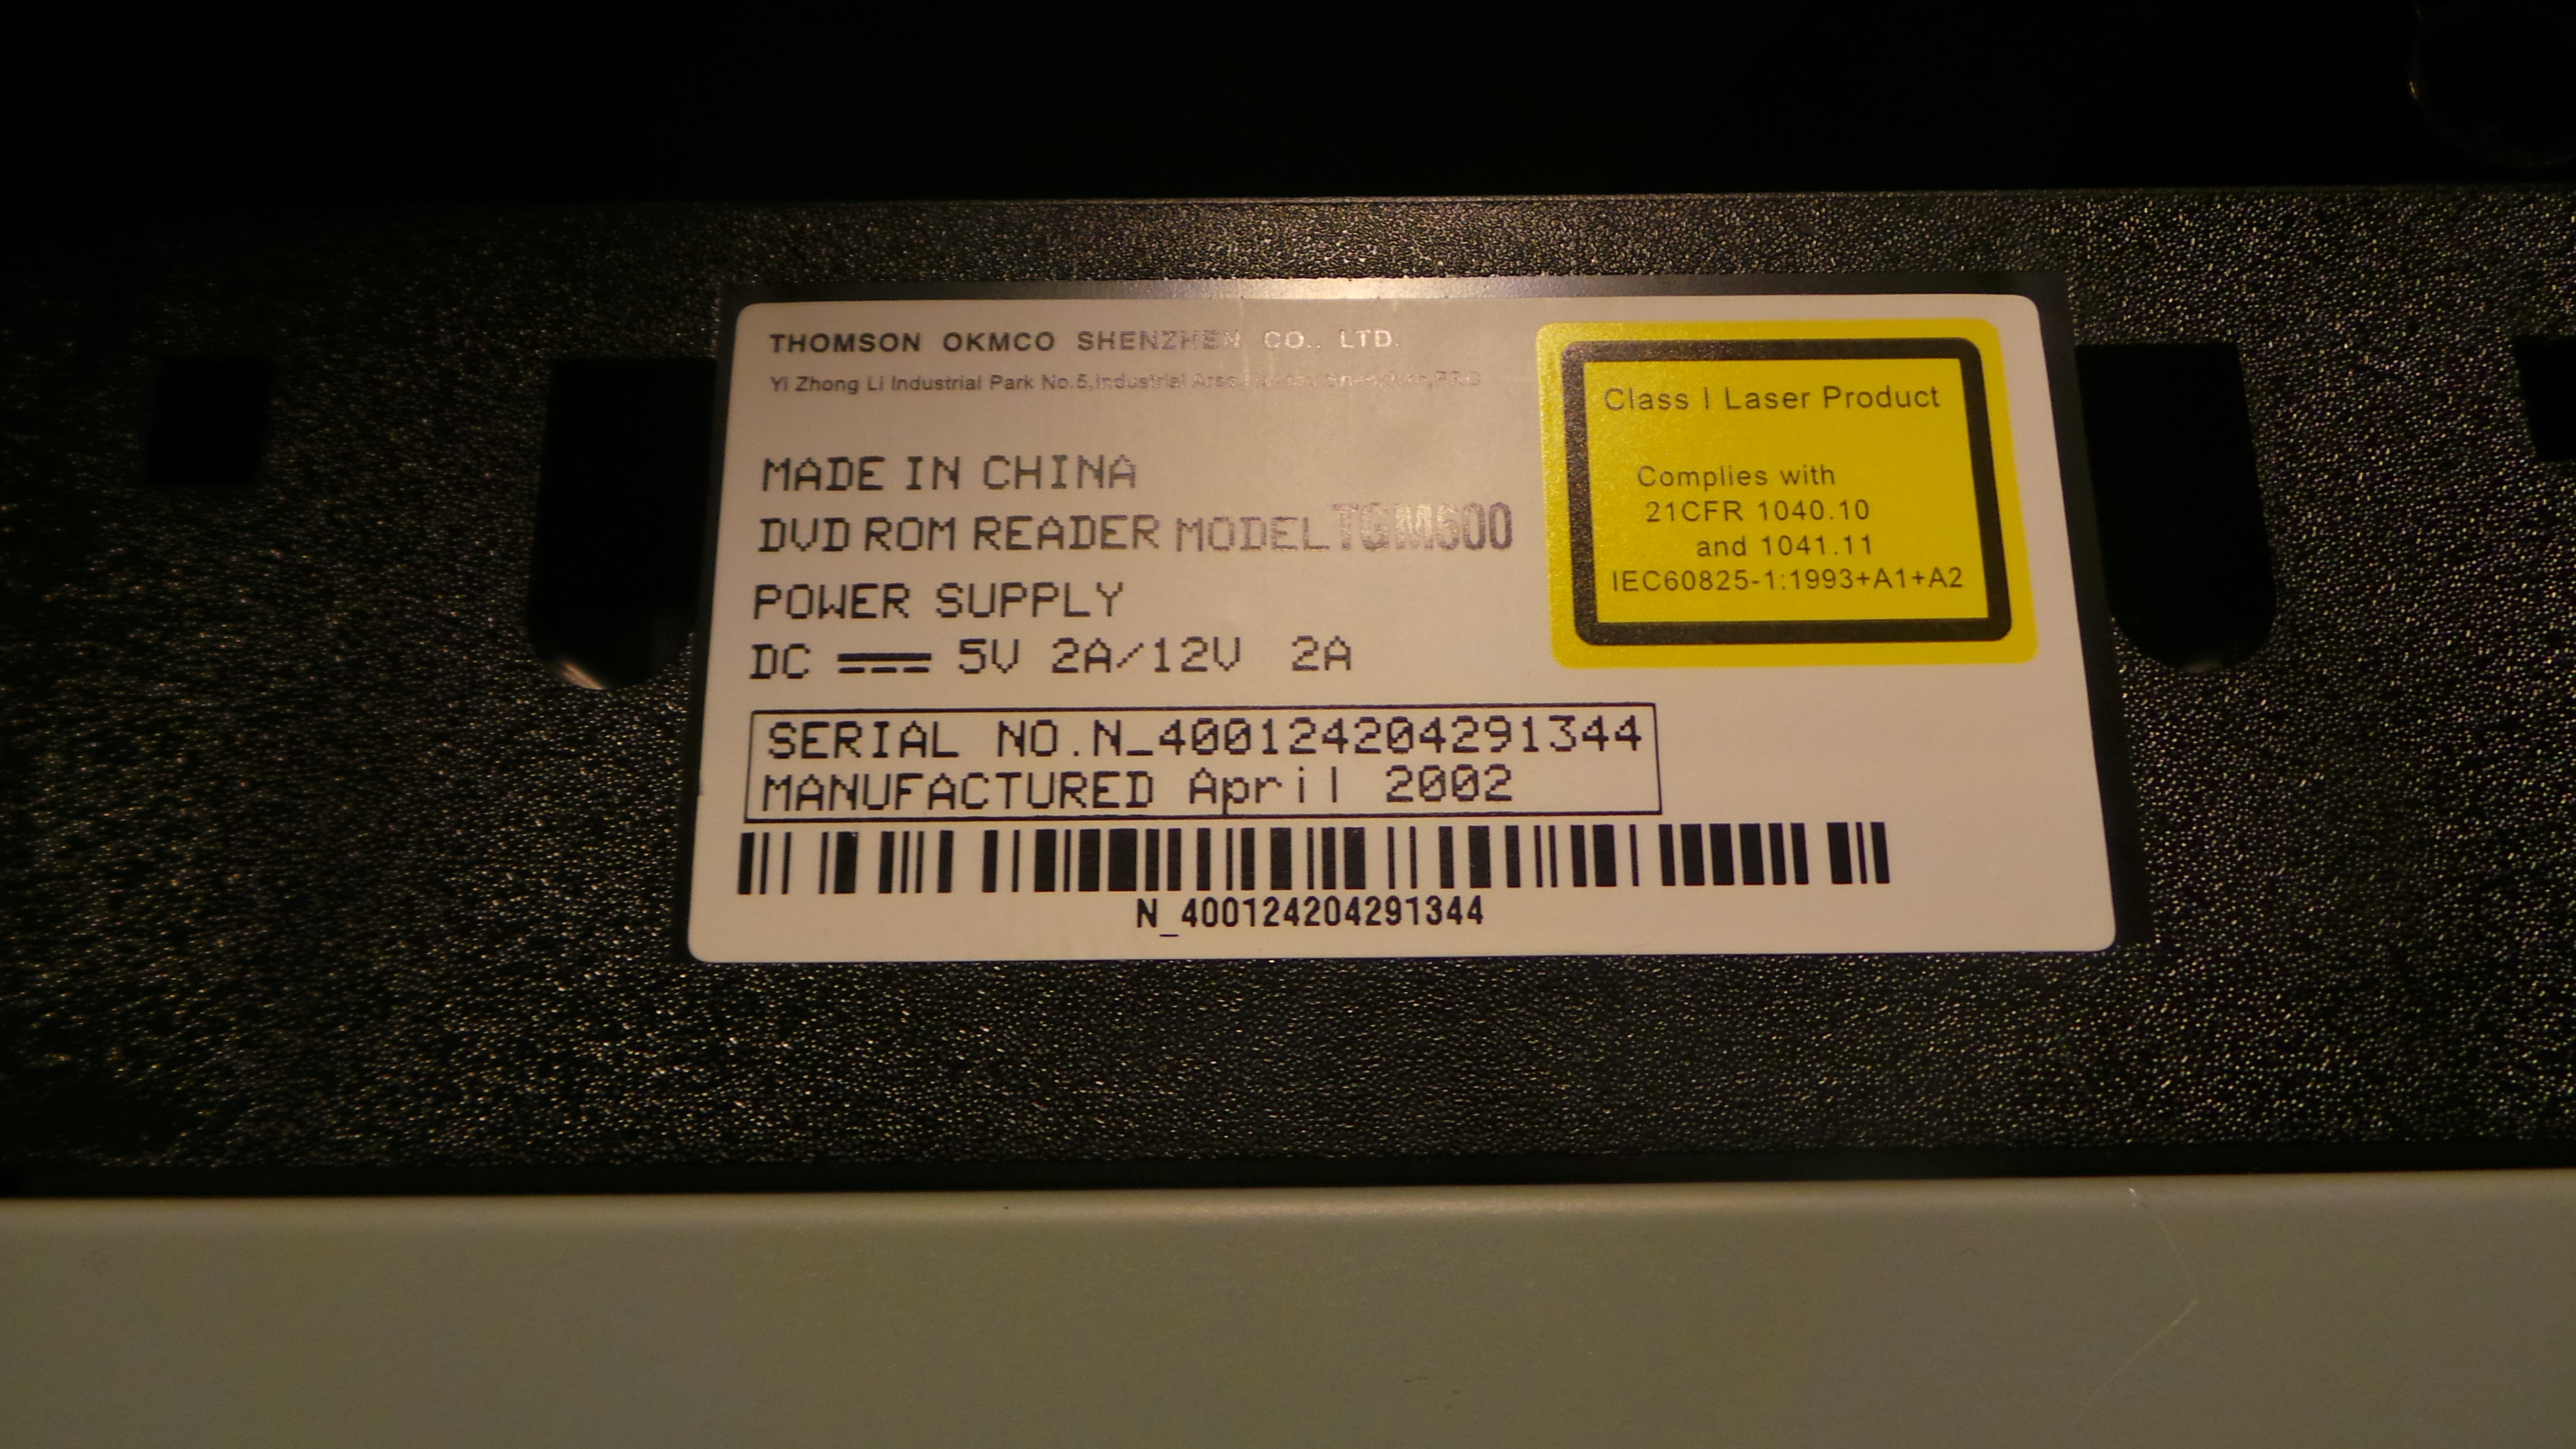 THOMSON OKMCO SHENZHEN CO., LTD.
Yi Zhong Li Industrial Park No.5,Industrial Area
MADE IN CHINA
DVD ROM READER MODEL TGM600
POWER SUPPLY
DC 5V 2A/12V 2A
SERIAL NO.N_400124204291344
MANUFACTURED April 2002
N_400124204291344
Class I Laser Product
Complies with
21CFR 1040.10
and 1041.11
IEC60825-1:1993+A1+A2